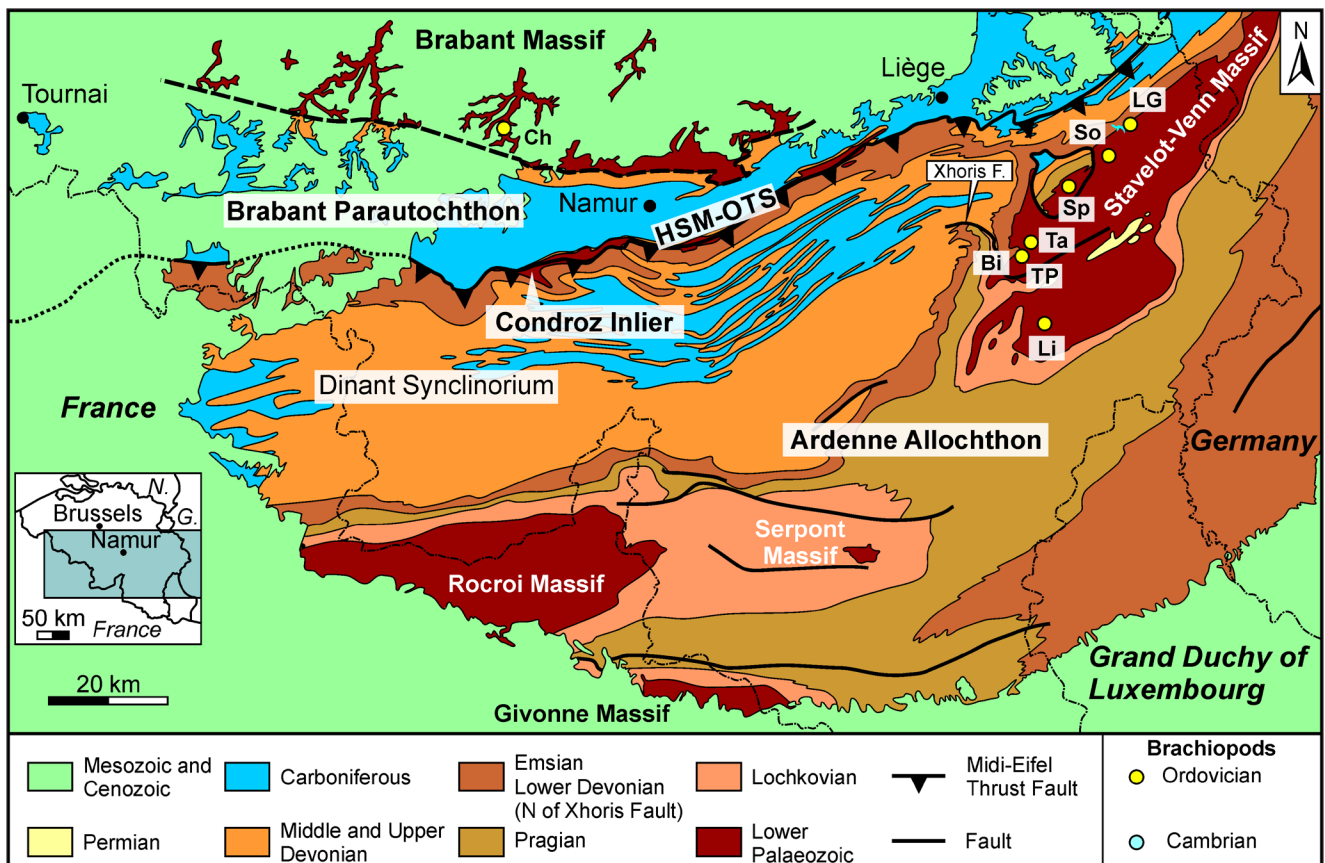 Brabant Massif
N
Tournai
Liège
LG
So
Ch
Xhoris F.
Stavelot-Venn Massif
Brabant Parautochthon
Namur
HSM-OTS
Sp
Ta
Bi
TP
Condroz Inlier
Li
Dinant Synclinorium
France
Ardenne Allochthon
Germany
N.
Brussels
G.
Namur
50 km
France
Serpont
Massif
Rocroi Massif
20 km
Grand Duchy of
Luxembourg
Givonne Massif
Mesozoic and
Cenozoic
Permian
Carboniferous
Middle and Upper
Devonian
Emsian
Lower Devonian
(N of Xhoris Fault)
Pragian
Lochkovian
Lower
Palaeozoic
Midi-Eifel
Thrust Fault
Fault
Brachiopods
Ordovician
Cambrian